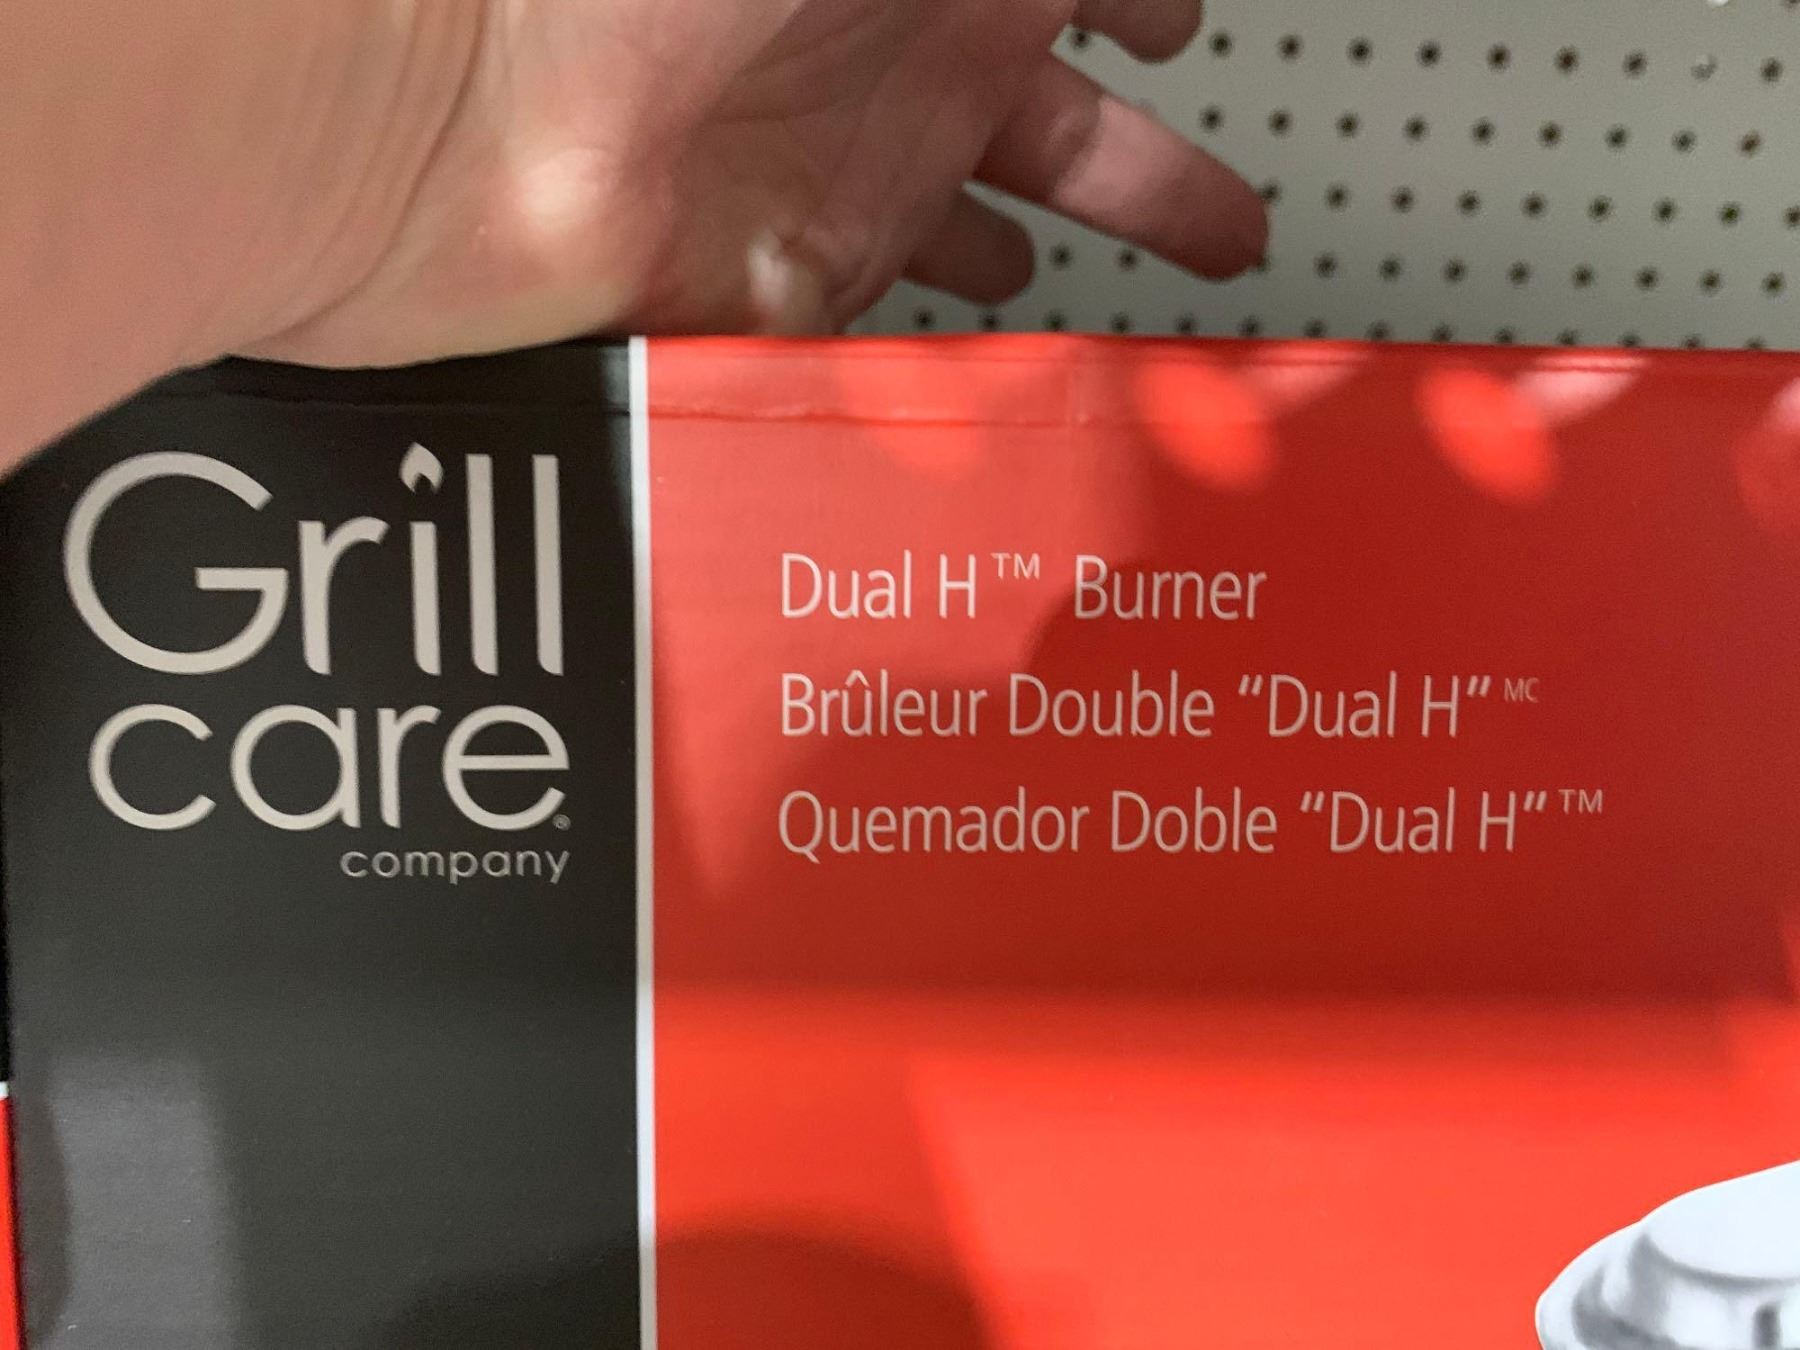 Grill
care®
company
Dual H™ Burner
Brûleur Double "Dual H" MC
Quemador Doble "Dual H"™